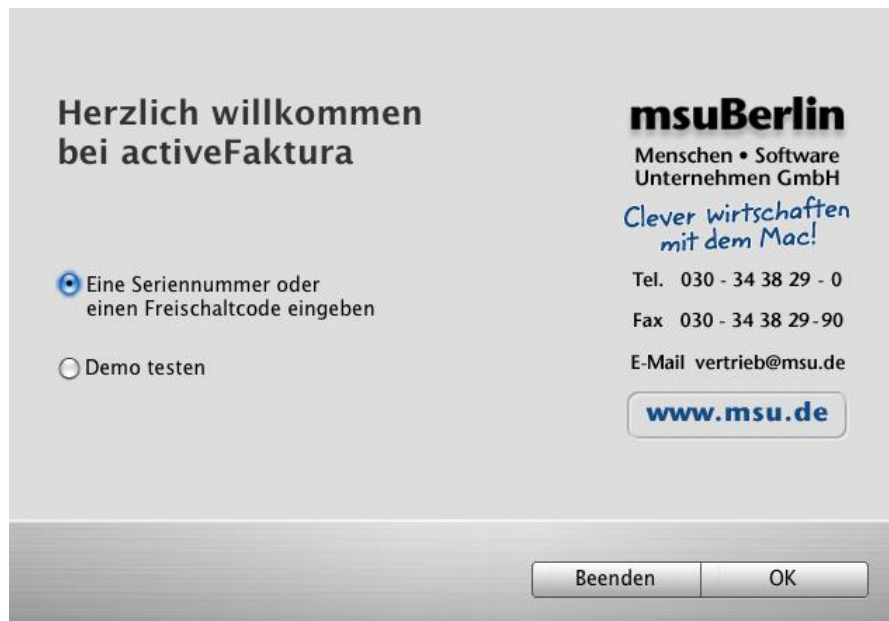 Herzlich willkommen
bei activeFaktura
Eine Seriennummer oder
einen Freischaltcode eingeben
Demo testen
msuBerlin
Menschen • Software
Unternehmen GmbH
Clever wirtschaften
mit dem Mac!
Tel. 030 - 34 38 29 - 0
Fax 030 - 34 38 29-90
E-Mail vertrieb@msu.de
www.msu.de
Beenden
OK